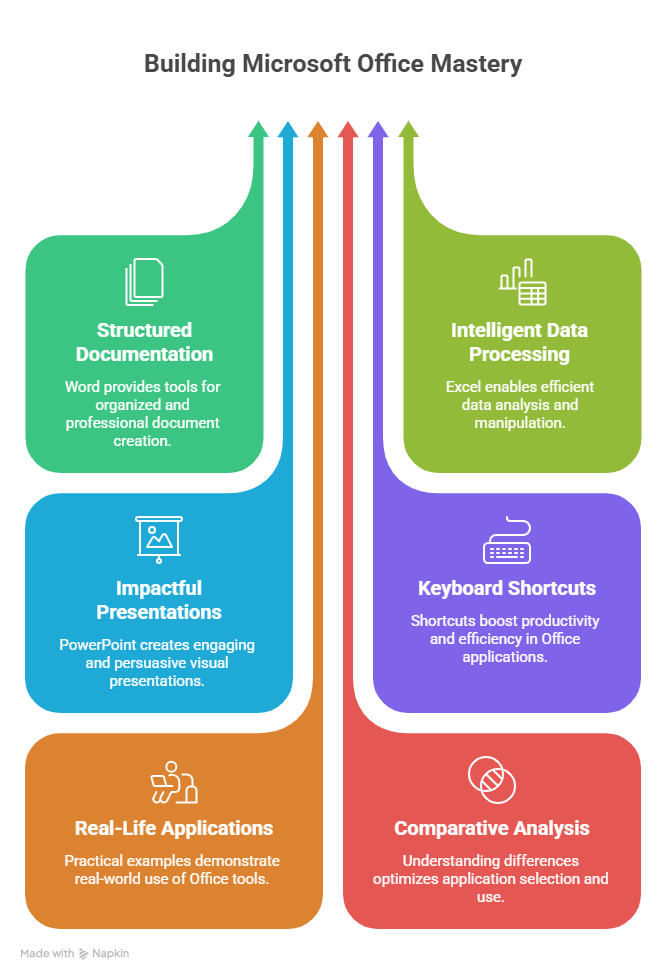 Building Microsoft Office Mastery
Structured
Documentation
Word provides tools for
organized and
professional document
creation.
Intelligent Data
Processing
Excel enables efficient
data analysis and
manipulation.
Impactful
Presentations
PowerPoint creates engaging
and persuasive visual
presentations.
Keyboard Shortcuts
Shortcuts boost productivity
and efficiency in Office
applications.
Real-Life Applications
Practical examples demonstrate
real-world use of Office tools.
Comparative Analysis
Understanding differences
optimizes application selection and
use.
Made with Napkin